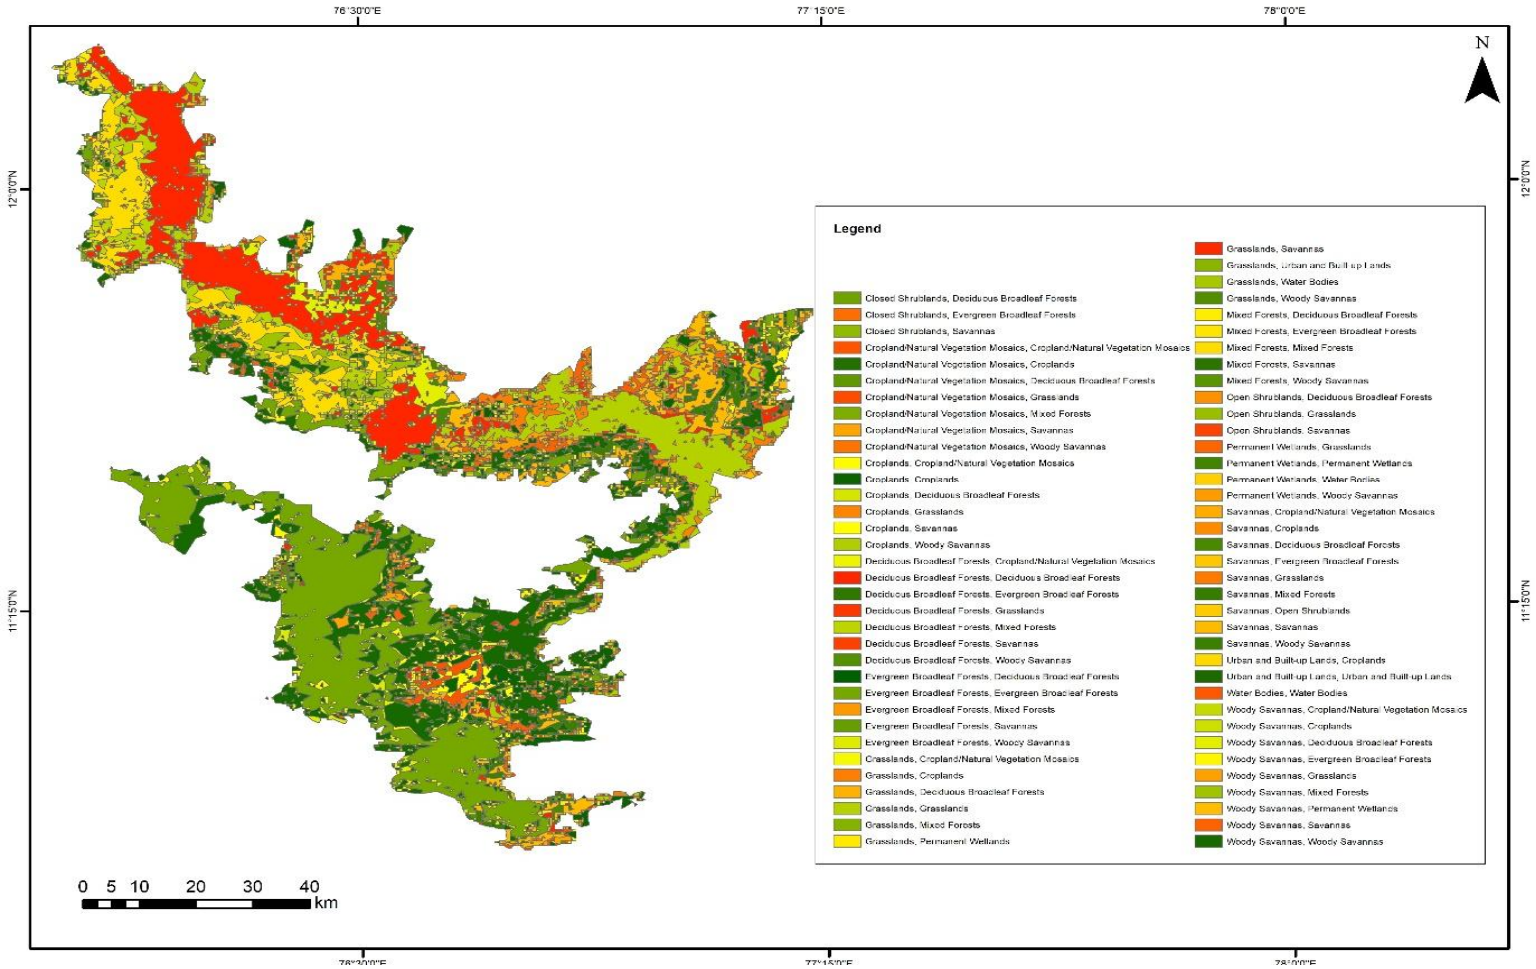 76°30'0"E 77°15'0"E 78°0'0"E
N
12°0'0"N 12°0'0"N
Legend
Closed Shrublands, Deciduous Broadleaf Forests
Closed Shrublands, Evergreen Broadleaf Forests
Closed Shrublands, Savannas
Cropland/Natural Vegetation Mosaics, Cropland/Natural Vegetation Mosaics
Cropland/Natural Vegetation Mosaics, Croplands
Cropland/Natural Vegetation Mosaics, Deciduous Broadleaf Forests
Cropland/Natural Vegetation Mosaics, Grasslands
Cropland/Natural Vegetation Mosaics, Mixed Forests
Cropland/Natural Vegetation Mosaics, Savannas
Cropland/Natural Vegetation Mosaics, Woody Savannas
Croplands, Cropland/Natural Vegetation Mosaics
Croplands, Croplands
Croplands, Deciduous Broadleaf Forests
Croplands, Grasslands
Croplands, Savannas
Croplands, Woody Savannas
Deciduous Broadleaf Forests, Cropland/Natural Vegetation Mosaics
Deciduous Broadleaf Forests, Deciduous Broadleaf Forests
Deciduous Broadleaf Forests, Evergreen Broadleaf Forests
Deciduous Broadleaf Forests, Grasslands
Deciduous Broadleaf Forests, Mixed Forests
Deciduous Broadleaf Forests, Savannas
Deciduous Broadleaf Forests, Woody Savannas
Evergreen Broadleaf Forests, Deciduous Broadleaf Forests
Evergreen Broadleaf Forests, Evergreen Broadleaf Forests
Evergreen Broadleaf Forests, Mixed Forests
Evergreen Broadleaf Forests, Savannas
Evergreen Broadleaf Forests, Woody Savannas
Grasslands, Cropland/Natural Vegetation Mosaics
Grasslands, Croplands
Grasslands, Deciduous Broadleaf Forests
Grasslands, Grasslands
Grasslands, Mixed Forests
Grasslands, Permanent Wetlands
Grasslands, Savannas
Grasslands, Urban and Built-up Lands
Grasslands, Water Bodies
Grasslands, Woody Savannas
Mixed Forests, Deciduous Broadleaf Forests
Mixed Forests, Evergreen Broadleaf Forests
Mixed Forests, Mixed Forests
Mixed Forests, Savannas
Mixed Forests, Woody Savannas
Open Shrublands, Deciduous Broadleaf Forests
Open Shrublands, Grasslands
Open Shrublands, Savannas
Permanent Wetlands, Grasslands
Permanent Wetlands, Permanent Wetlands
Permanent Wetlands, Water Bodies
Permanent Wetlands, Woody Savannas
Savannas, Cropland/Natural Vegetation Mosaics
Savannas, Croplands
Savannas, Deciduous Broadleaf Forests
Savannas, Evergreen Broadleaf Forests
Savannas, Grasslands
Savannas, Mixed Forests
Savannas, Open Shrublands
Savannas, Savannas
Savannas, Woody Savannas
Urban and Built-up Lands, Croplands
Urban and Built-up Lands, Urban and Built-up Lands
Water Bodies, Water Bodies
Woody Savannas, Cropland/Natural Vegetation Mosaics
Woody Savannas, Croplands
Woody Savannas, Deciduous Broadleaf Forests
Woody Savannas, Evergreen Broadleaf Forests
Woody Savannas, Grasslands
Woody Savannas, Mixed Forests
Woody Savannas, Permanent Wetlands
Woody Savannas, Savannas
Woody Savannas, Woody Savannas
11°15'0"N 11°15'0"N
0 5 10 20 30 40
km
76°30'0"E 77°15'0"E 78°0'0"E